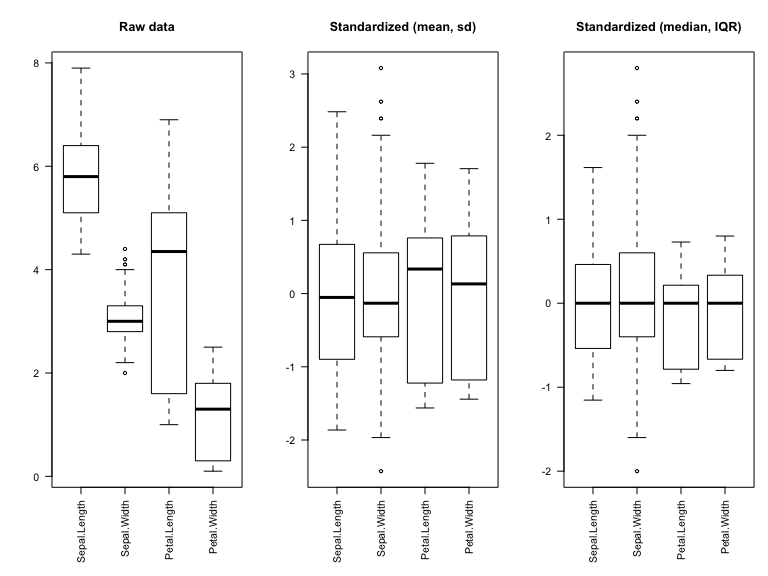 Raw data
8
6
4
2
0
Sepal.Length
Sepal.Width
Petal.Length
Petal.Width
Standardized (mean, sd)
3
2
1
0
-1
-2
Sepal.Length
Sepal.Width
Petal.Length
Petal.Width
Standardized (median, IQR)
2
1
0
-1
-2
Sepal.Length
Sepal.Width
Petal.Length
Petal.Width